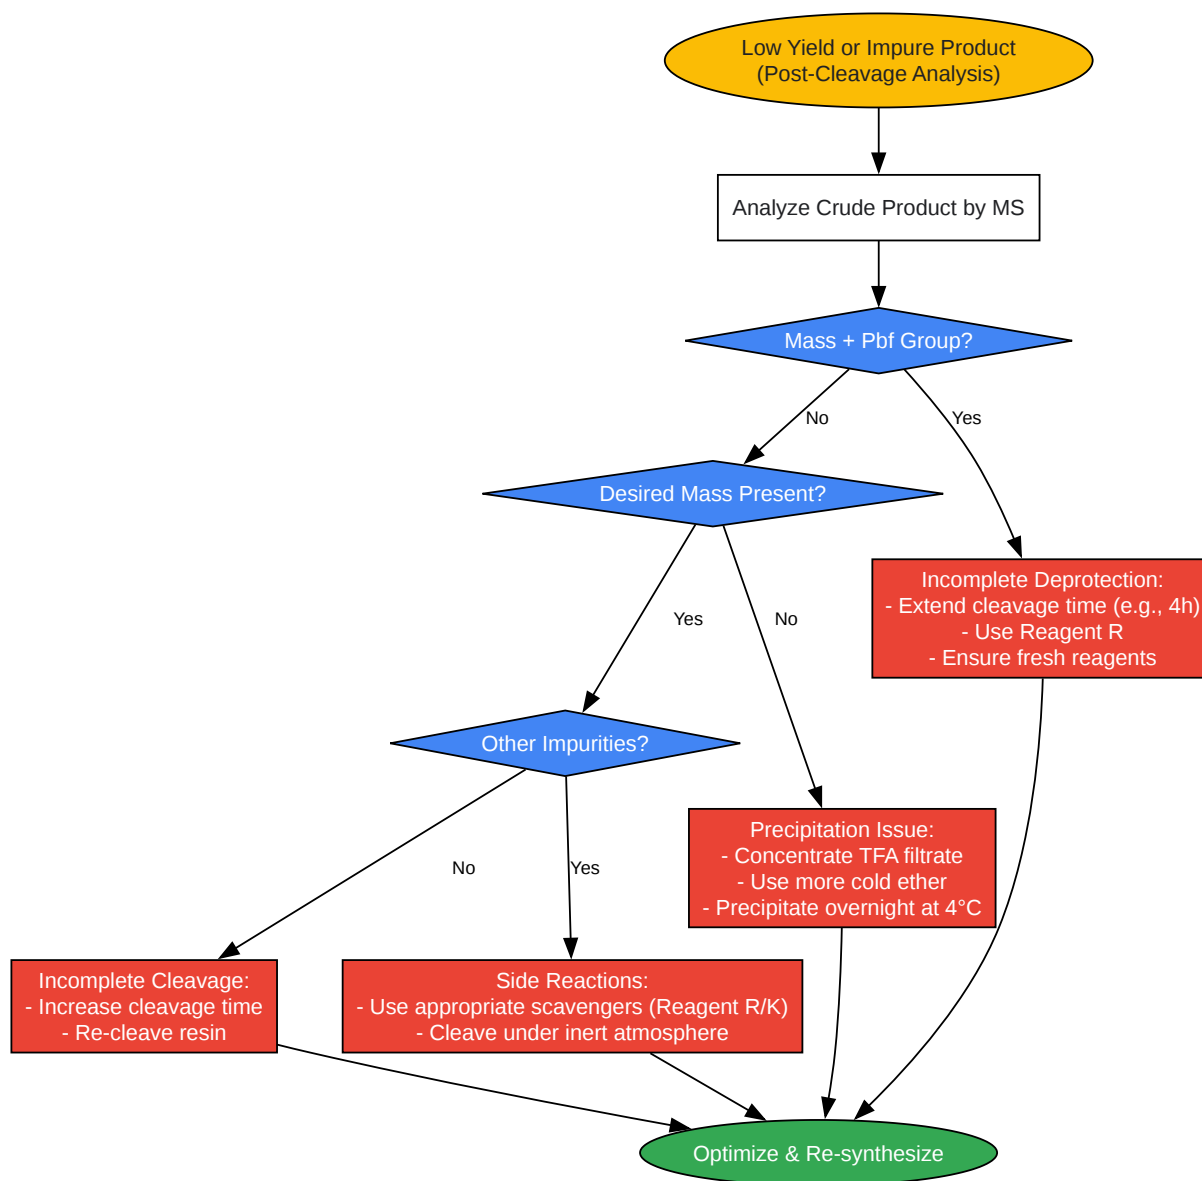 Low Yield or Impure Product
(Post-Cleavage Analysis)
Analyze Crude Product by MS
Mass + Pbf Group?
No
Yes
Desired Mass Present?
Incomplete Deprotection:
- Extend cleavage time (e.g., 4h)
- Use Reagent R
- Ensure fresh reagents
Yes
No
Other Impurities?
Precipitation Issue:
- Concentrate TFA filtrate
- Use more cold ether
- Precipitate overnight at 4°C
No
Yes
Incomplete Cleavage:
- Increase cleavage time
- Re-cleave resin
Side Reactions:
- Use appropriate scavengers (Reagent R/K)
- Cleave under inert atmosphere
Optimize & Re-synthesize